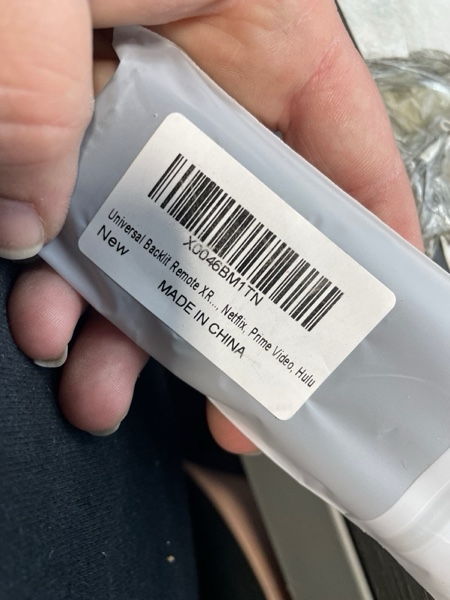 X0046BM1TN
Universal Backlit Remote XR..., Netflix, Prime Video, Hulu
New
MADE IN CHINA